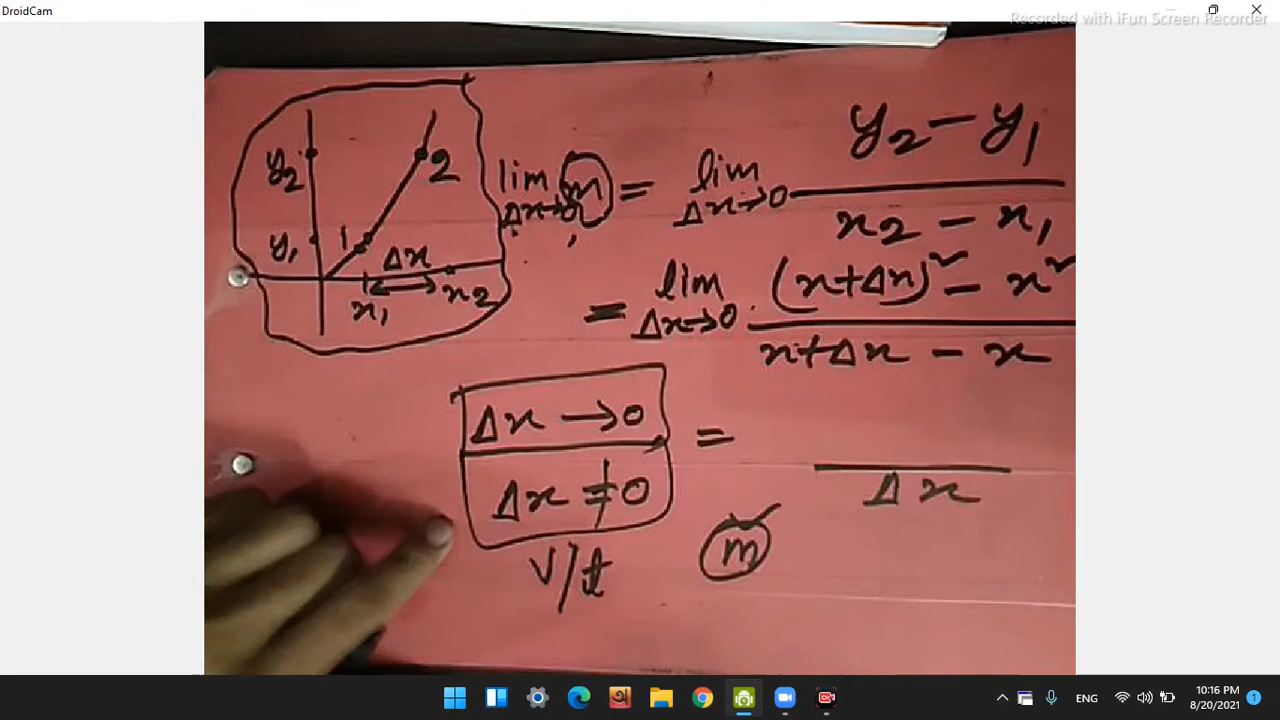 DroidCam
Recorded with iFun Screen Recorder
y₂
y₁
1
2
Δx
x₁
x₂
lim Δx→0 m = lim Δx→0 (y₂ − y₁)/(x₂ − x₁)
= lim Δx→0 ((x+Δx)² − x²)/(x+Δx − x)
Δx → 0
=
Δx
Δx ≠ 0
m
V/t
ENG
10:16 PM
8/20/2021
1